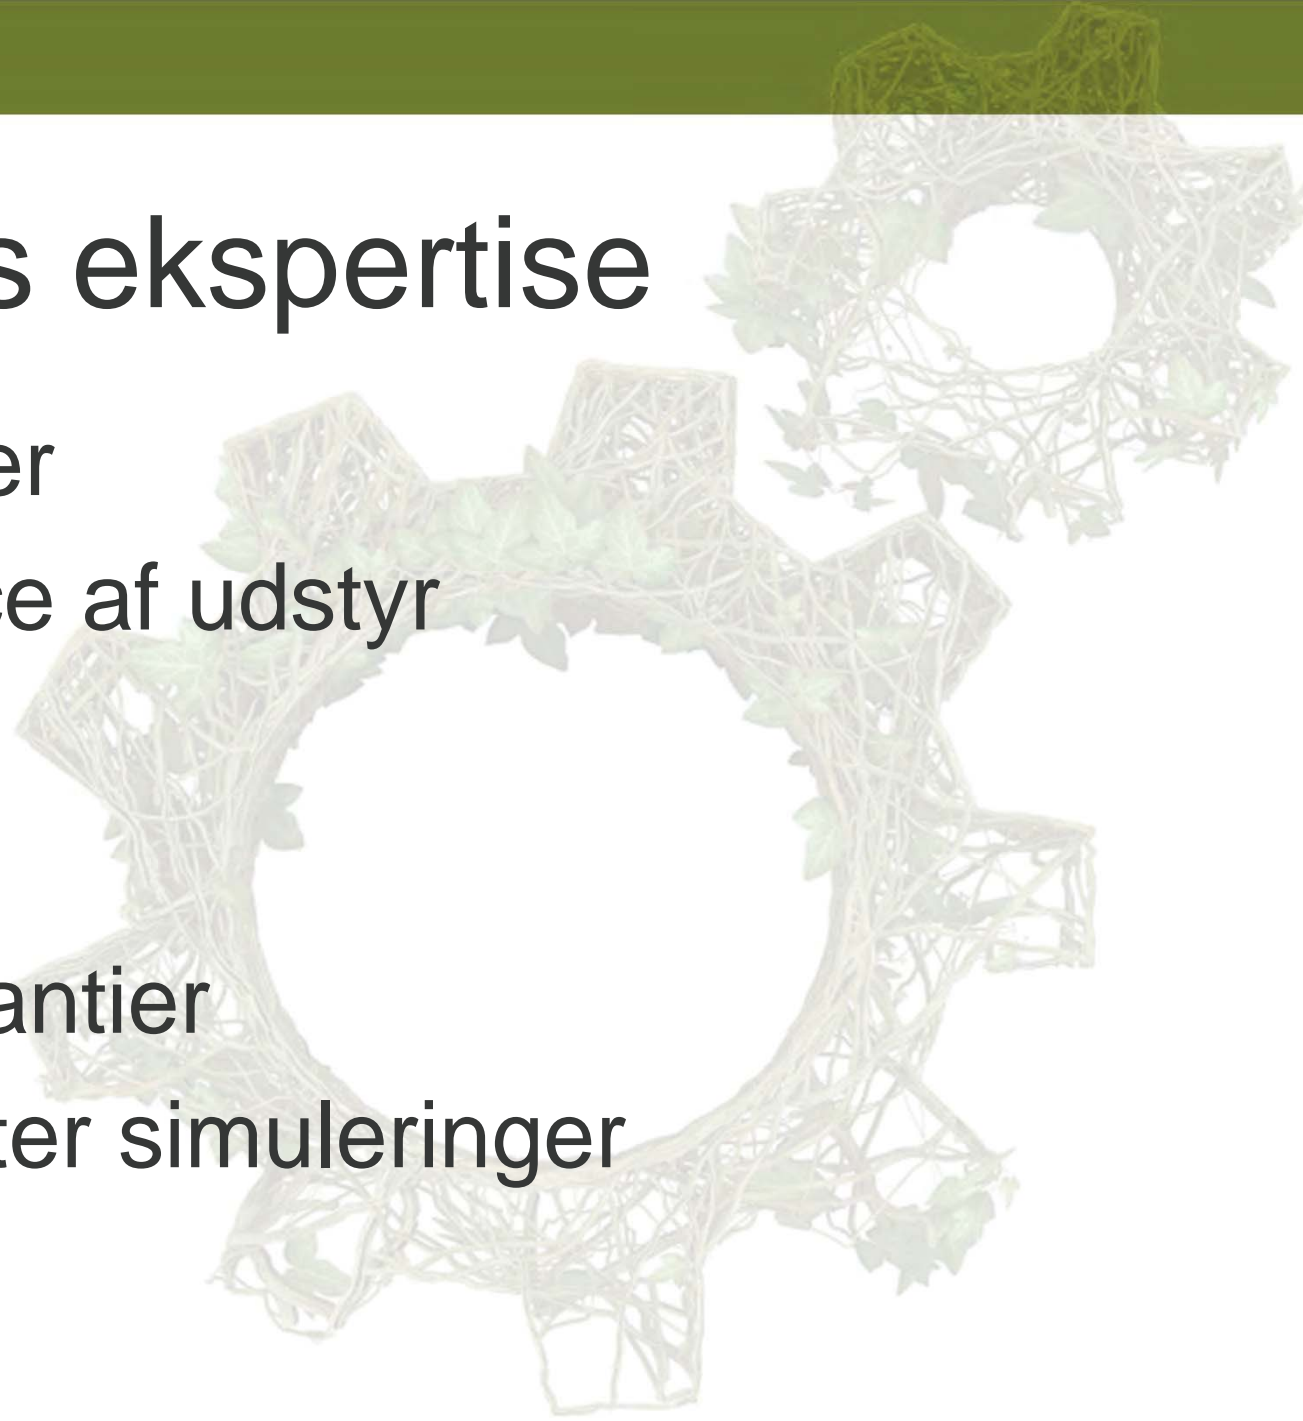 s ekspertise
er
ce af udstyr
antier
ter simuleringer